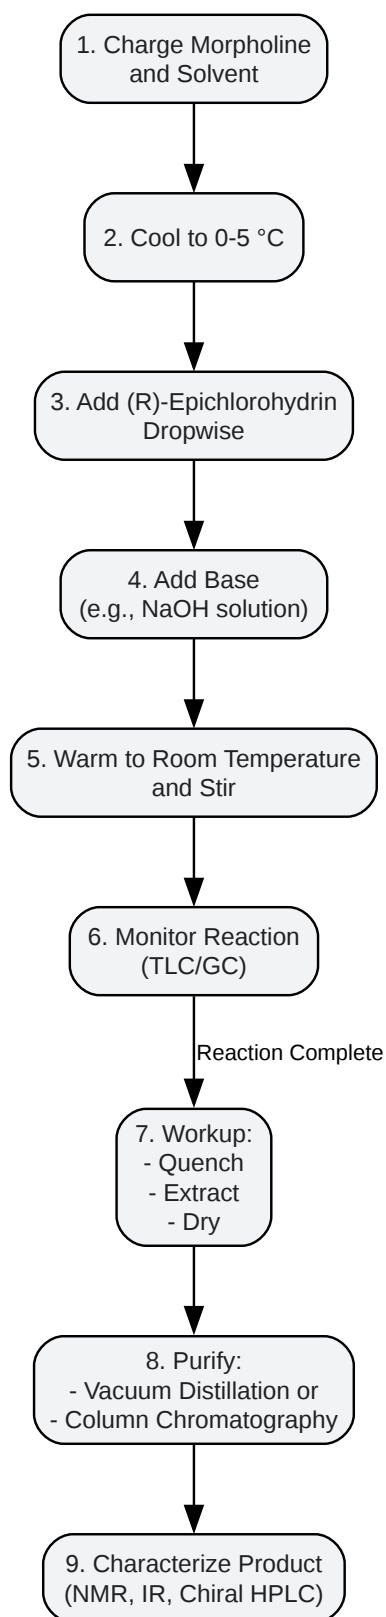 1. Charge Morpholine
and Solvent
2. Cool to 0-5 °C
3. Add (R)-Epichlorohydrin
Dropwise
4. Add Base
(e.g., NaOH solution)
5. Warm to Room Temperature
and Stir
6. Monitor Reaction
(TLC/GC)
Reaction Complete
7. Workup:
- Quench
- Extract
- Dry
8. Purify:
- Vacuum Distillation or
- Column Chromatography
9. Characterize Product
(NMR, IR, Chiral HPLC)